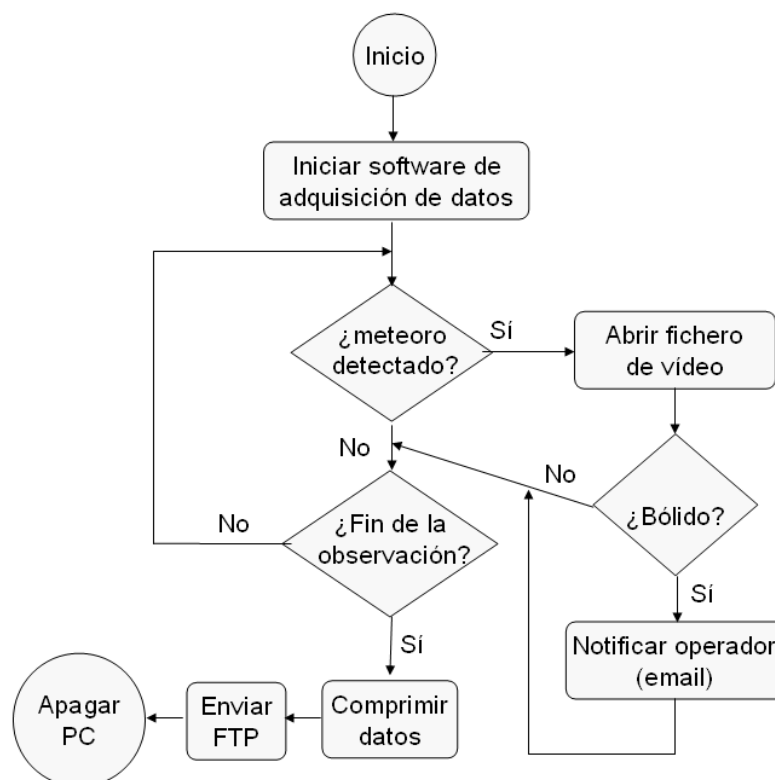 Inicio
Iniciar software de
adquisición de datos
¿meteoro
detectado?
Sí
Abrir fichero
de vídeo
No
No
¿Bólido?
No
¿Fin de la
observación?
Sí
Sí
Notificar operador
(email)
Comprimir
datos
Enviar
FTP
Apagar
PC